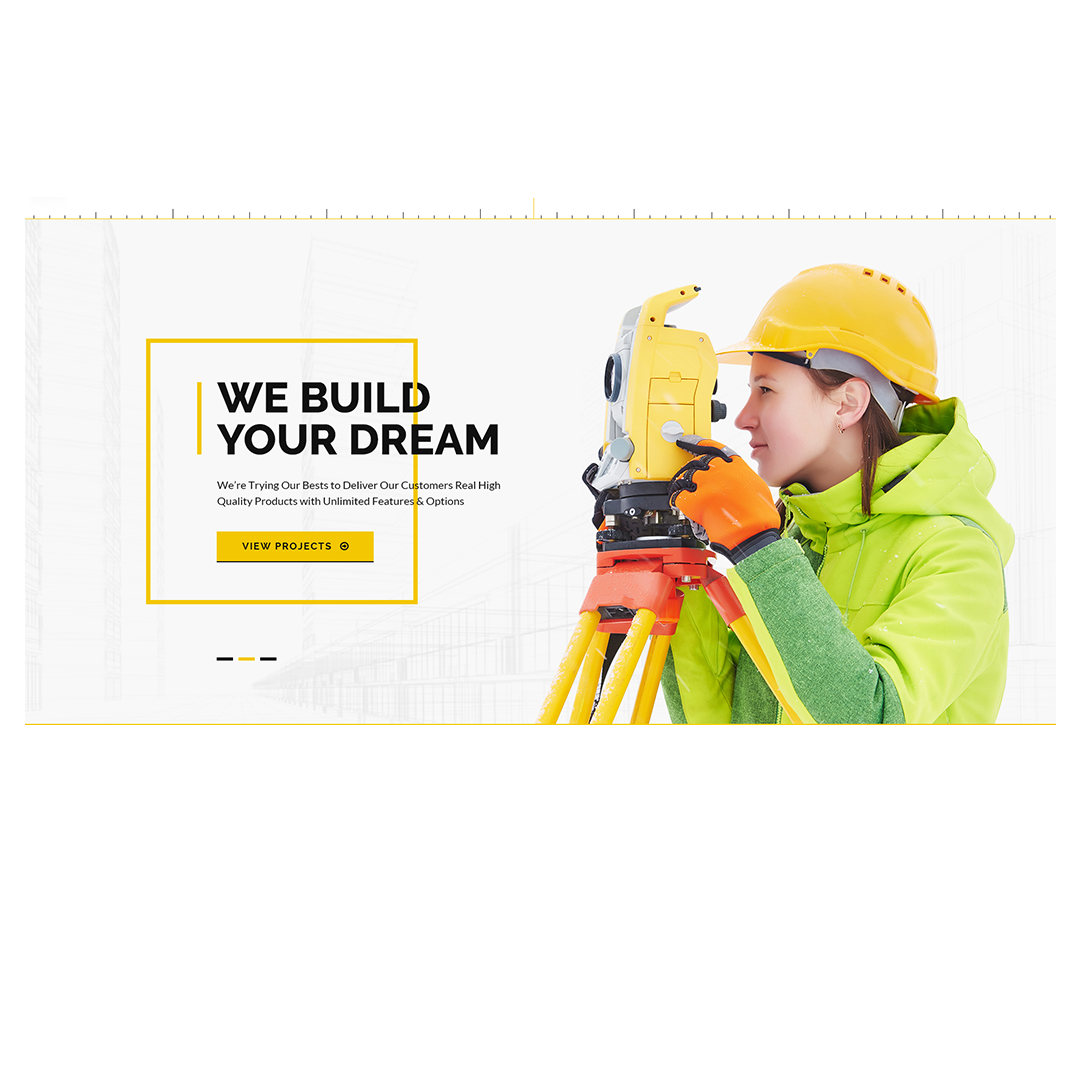 WE BUILD
YOUR DREAM
We're Trying Our Bests to Deliver Our Customers Real High
Quality Products with Unlimited Features & Options
VIEW PROJECTS